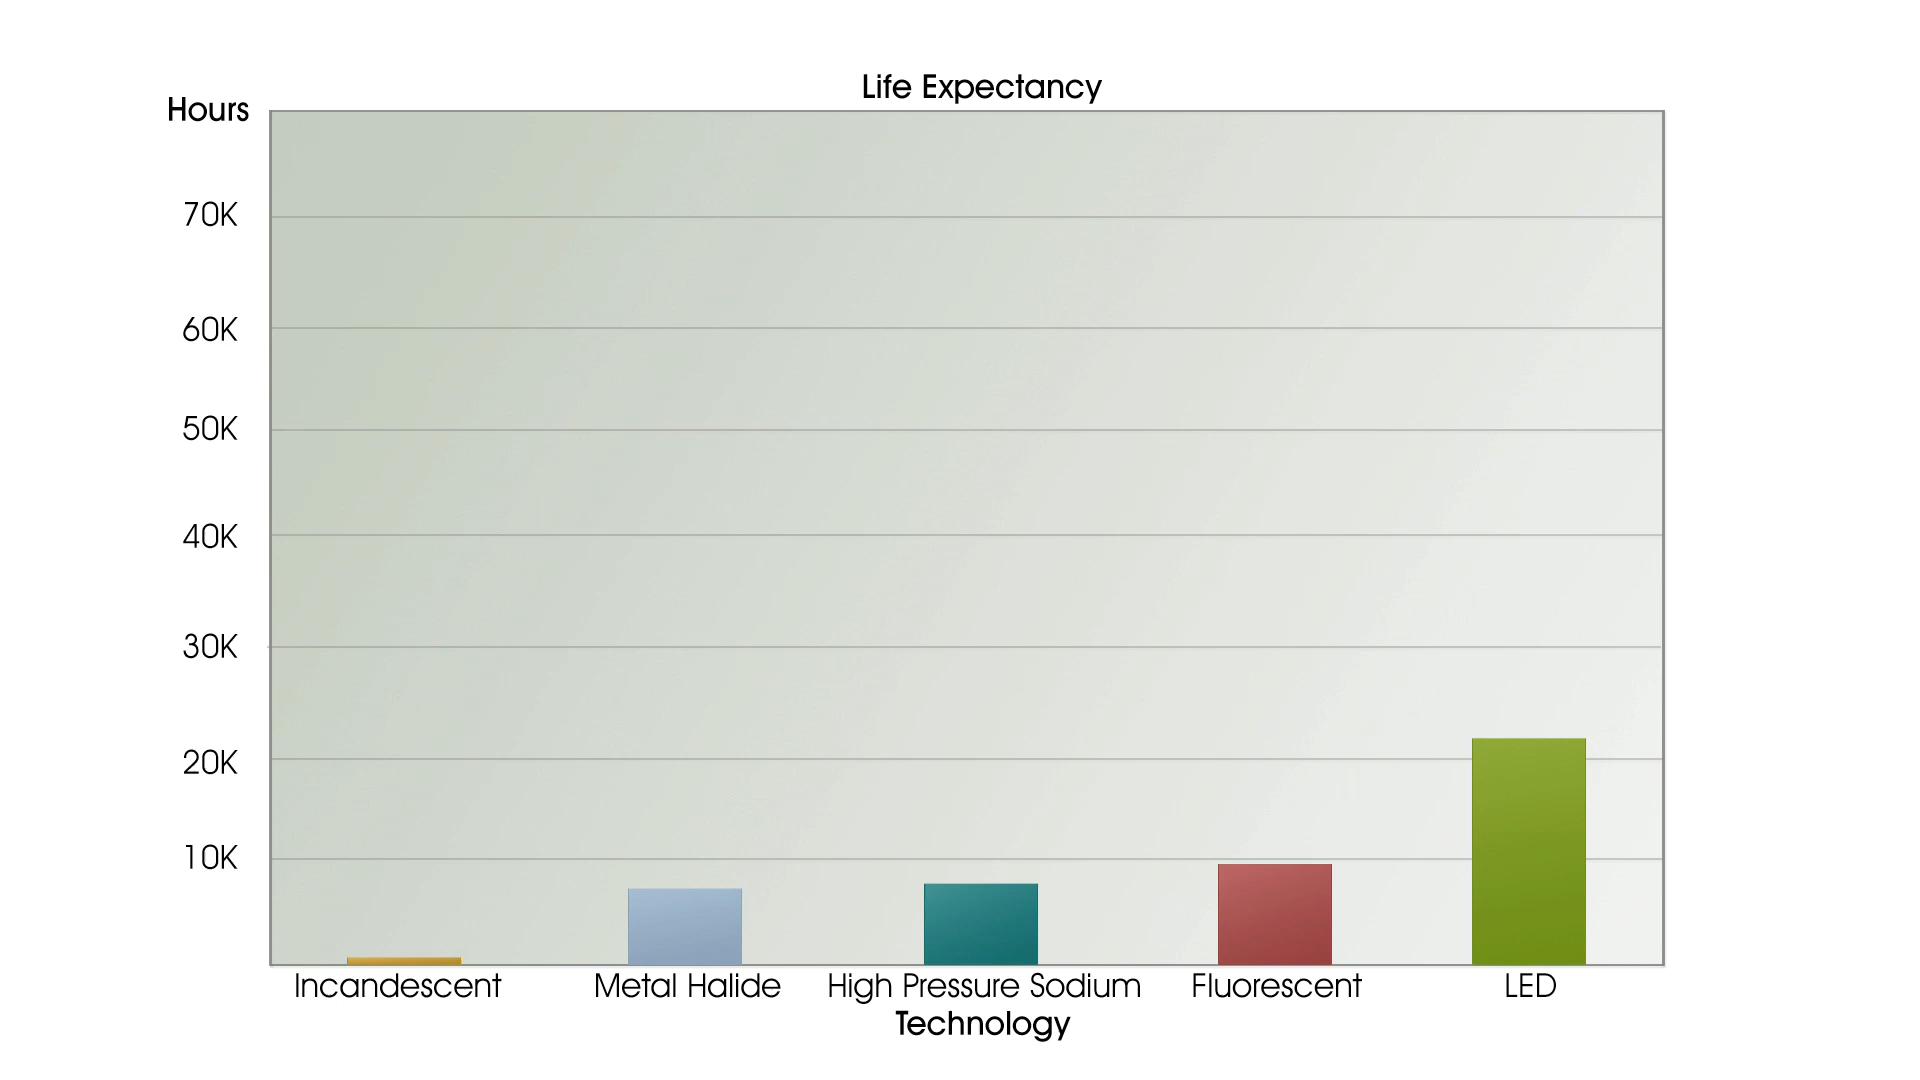 Life Expectancy
Hours
70K
60K
50K
40K
30K
20K
10K
Incandescent Metal Halide High Pressure Sodium Fluorescent LED
Technology